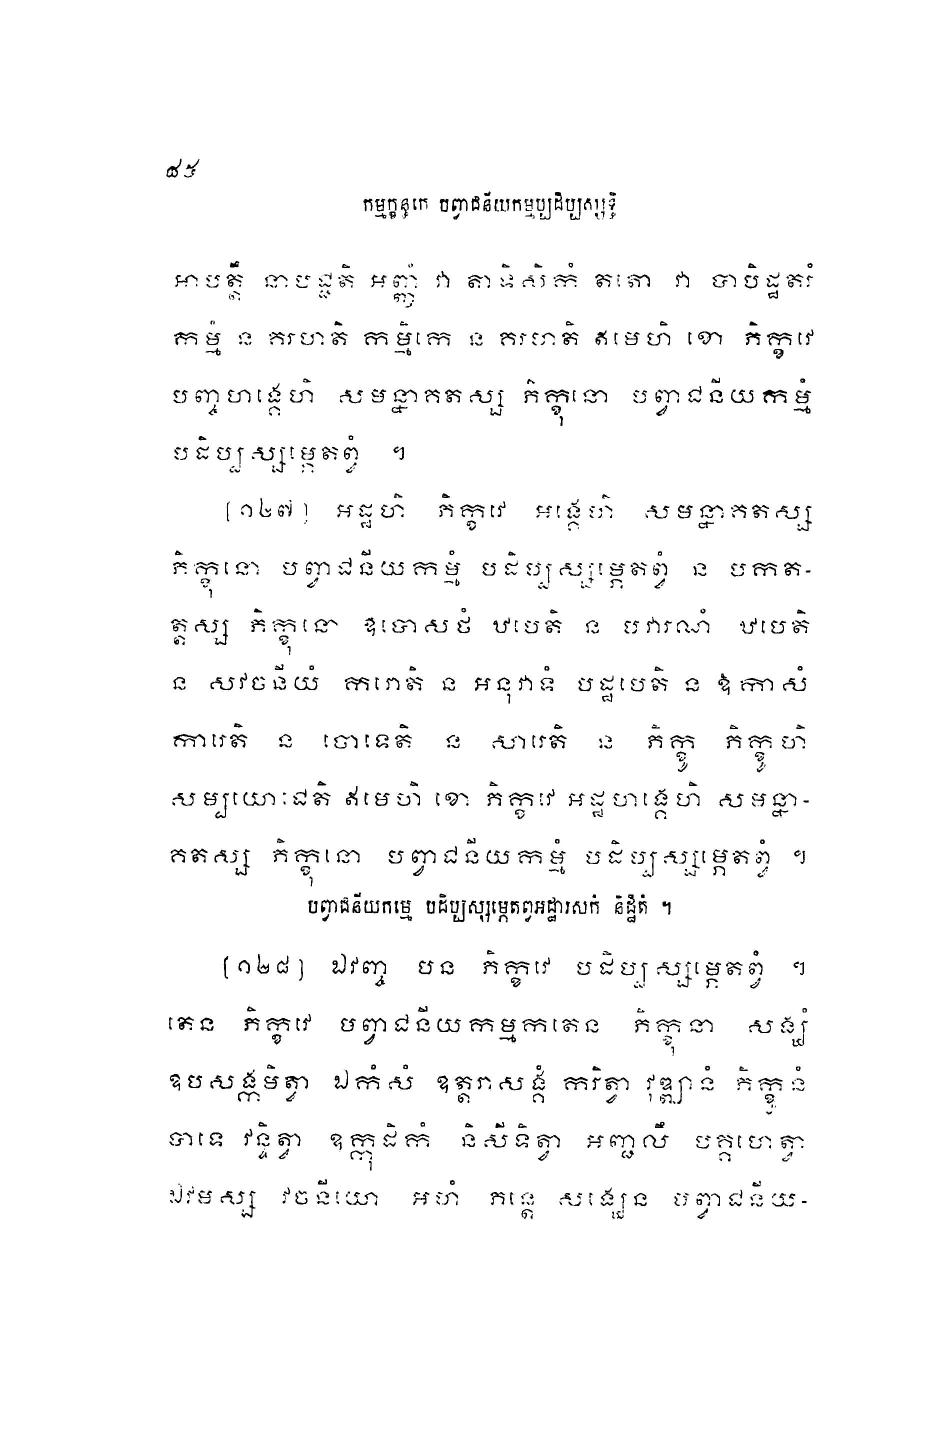 ៨៥
កម្មក្ខន្ធកេ បព្វាជនីយកម្មប្បដិប្បស្សទ្ធិ
អាបត្តឹ នាបជ្ជតិ អញ្ញំ វា តាទិសិកំ តតោ វា បាបិដ្ឋតរំ
កម្មំ ន គរហតិ កម្មិកេ ន គរហតិ ឥមេហិ ខោ ភិក្ខវេ
បញ្ចហង្គេហិ សមន្នាគតស្ស ភិក្ខុនោ បព្វាជនីយកម្មំ
បដិប្បស្សម្ភេតព្វំ ។
(១២៧) អដ្ឋហិ ភិក្ខវេ អង្គេហិ សមន្នាគតស្ស
ភិក្ខុនោ បព្វាជនីយកម្មំ បដិប្បស្សម្ភេតព្វំ ន បកត-
ត្តស្ស ភិក្ខុនោ ឧបោសថំ ឋបេតិ ន បវារណំ ឋបេតិ
ន សវចនីយំ ករោតិ ន អនុវាទំ បដ្ឋបេតិ ន ឱកាសំ
ការេតិ ន ចោទេតិ ន សារេតិ ន ភិក្ខូ ភិក្ខូហិ
សម្បយោជេតិ ឥមេហិ ខោ ភិក្ខវេ អដ្ឋហង្គេហិ សមន្នា-
គតស្ស ភិក្ខុនោ បព្វាជនីយកម្មំ បដិប្បស្សម្ភេតព្វំ ។
បព្វាជនីយកម្មេ បដិប្បស្សម្ភេតព្វអដ្ឋារសកំ និដ្ឋិតំ ។
(១២៨) ឯវញ្ច បន ភិក្ខវេ បដិប្បស្សម្ភេតព្វំ ។
តេន ភិក្ខវេ បព្វាជនីយកម្មកតេន ភិក្ខុនា សង្ឃំ
ឧបសង្កមិត្វា ឯកំសំ ឧត្តរាសង្គំ ករិត្វា វុឌ្ឍានំ ភិក្ខូនំ
បាទេ វន្ទិត្វា ឧក្កុដិកំ និសីទិត្វា អញ្ជលឹ បគ្គហេត្វា
ឯវមស្ស វចនីយោ អហំ ភន្តេ សង្ឃេន បព្វាជនីយ-